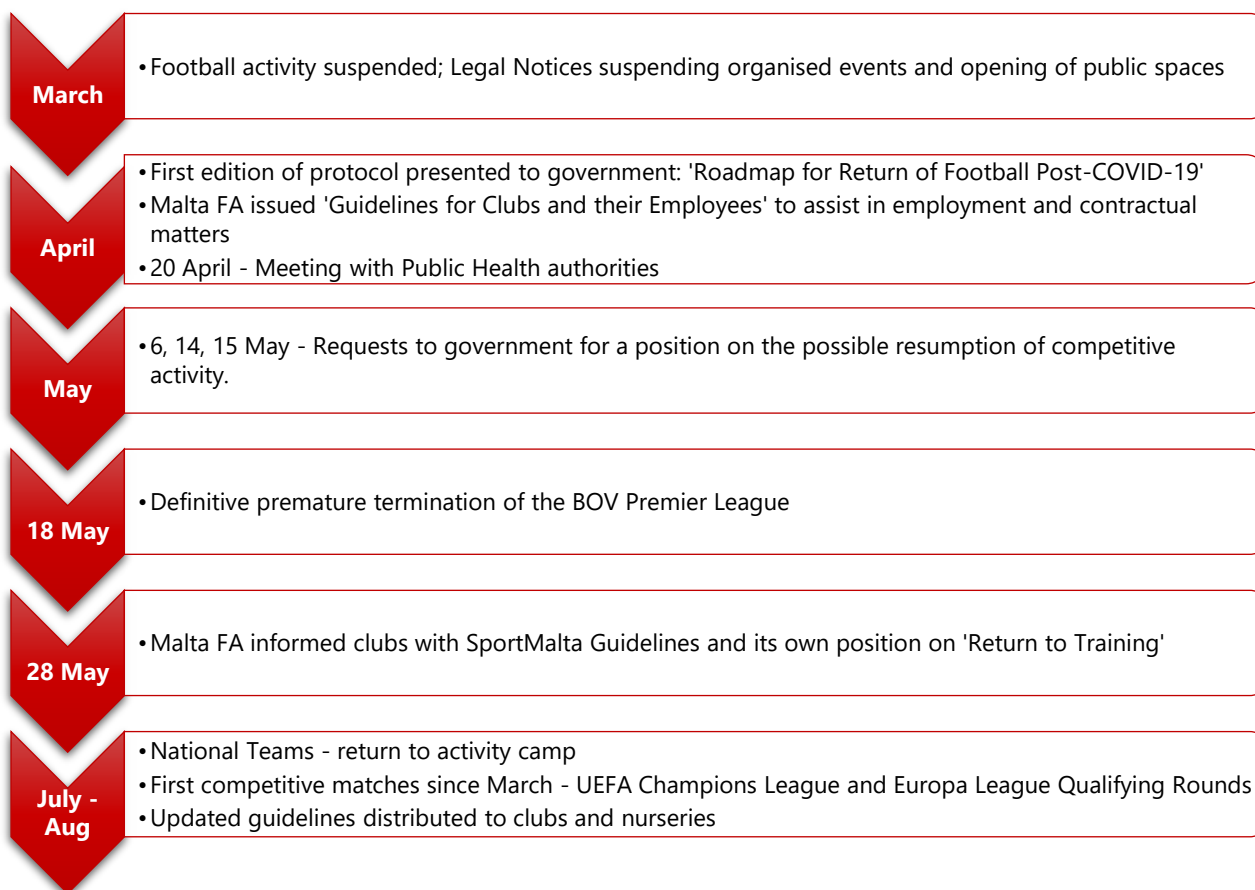 March
•Football activity suspended; Legal Notices suspending organised events and opening of public spaces
April
•First edition of protocol presented to government: 'Roadmap for Return of Football Post-COVID-19'
•Malta FA issued 'Guidelines for Clubs and their Employees' to assist in employment and contractual
matters
•20 April - Meeting with Public Health authorities
May
•6, 14, 15 May - Requests to government for a position on the possible resumption of competitive
activity.
18 May
•Definitive premature termination of the BOV Premier League
28 May
•Malta FA informed clubs with SportMalta Guidelines and its own position on 'Return to Training'
July -
Aug
•National Teams - return to activity camp
•First competitive matches since March - UEFA Champions League and Europa League Qualifying Rounds
•Updated guidelines distributed to clubs and nurseries